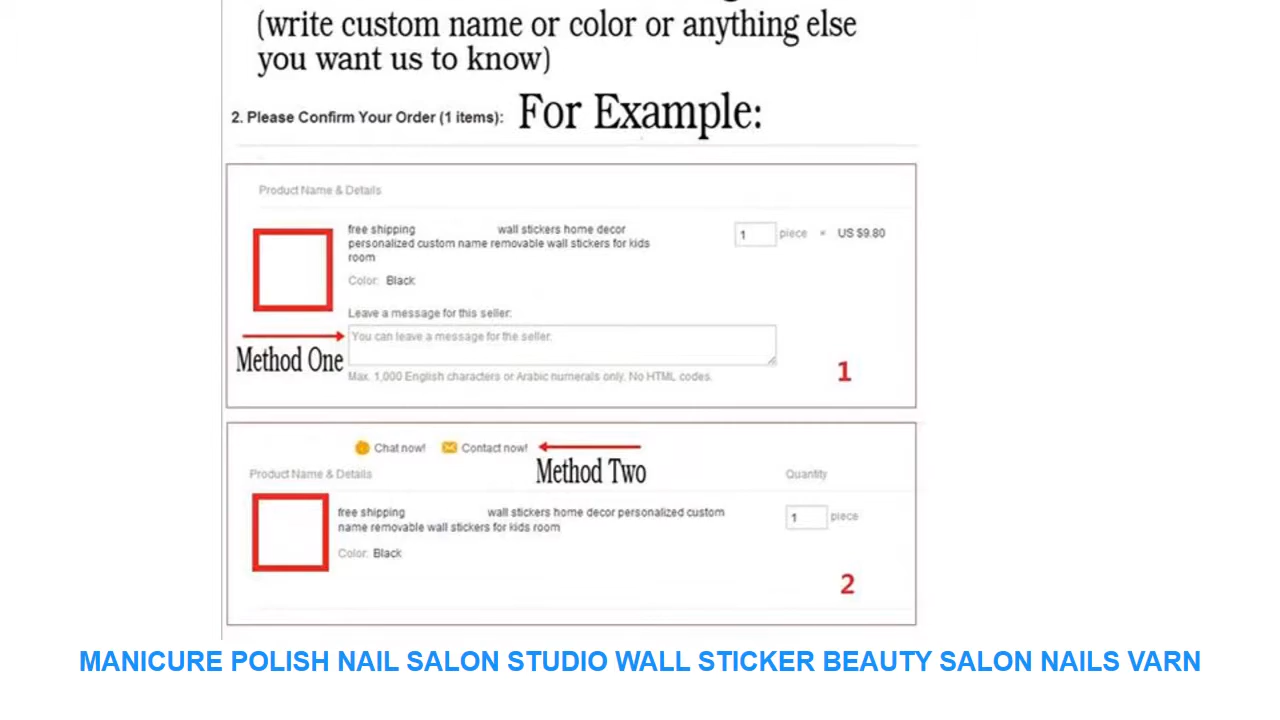 (write custom name or color or anything else
you want us to know)
2. Please Confirm Your Order (1 items): For Example:
Product Name & Details
free shipping wall stickers home decor
personalized custom name removable wall stickers for kids
room
1 piece × US $9.80
Color: Black
Leave a message for this seller:
You can leave a message for the seller.
Method One
Max. 1,000 English characters or Arabic numerals only. No HTML codes.
1
Chat now! Contact now!
Method Two
Product Name & Details Quantity
free shipping wall stickers home decor personalized custom
name removable wall stickers for kids room
1 piece
Color: Black
2
MANICURE POLISH NAIL SALON STUDIO WALL STICKER BEAUTY SALON NAILS VARN